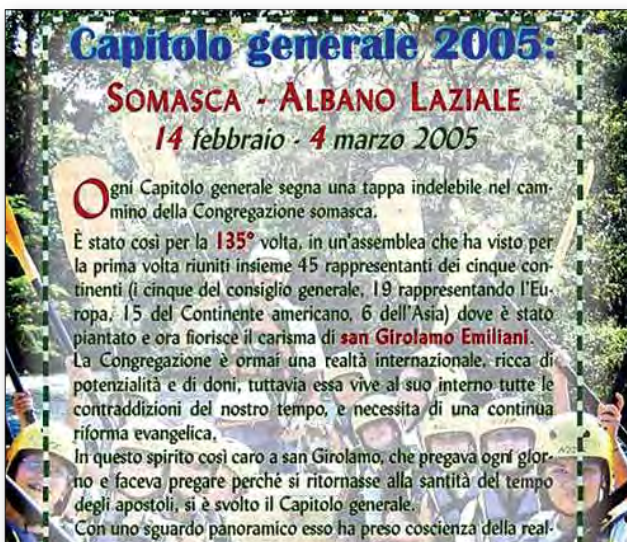 Capitolo generale 2005:
SOMASCA - ALBANO LAZIALE
14 febbraio - 4 marzo 2005
Ogni Capitolo generale segna una tappa indelebile nel cam-
mino della Congregazione somasca.
È stato così per la 135° volta, in un'assemblea che ha visto per
la prima volta riuniti insieme 45 rappresentanti dei cinque con-
tinenti (i cinque del consiglio generale, 19 rappresentando l'Eu-
ropa, 15 del Continente americano, 6 dell'Asia) dove è stato
piantato e ora fiorisce il carisma di san Girolamo Emiliani.
La Congregazione è ormai una realtà internazionale, ricca di
potenzialità e di doni, tuttavia essa vive al suo interno tutte le
contraddizioni del nostro tempo, e necessita di una continua
riforma evangelica.
In questo spirito così caro a san Girolamo, che pregava ogni gior-
no e faceva pregare perché si ritornasse alla santità del tempo
degli apostoli, si è svolto il Capitolo generale.
Con uno sguardo panoramico esso ha preso coscienza della real-